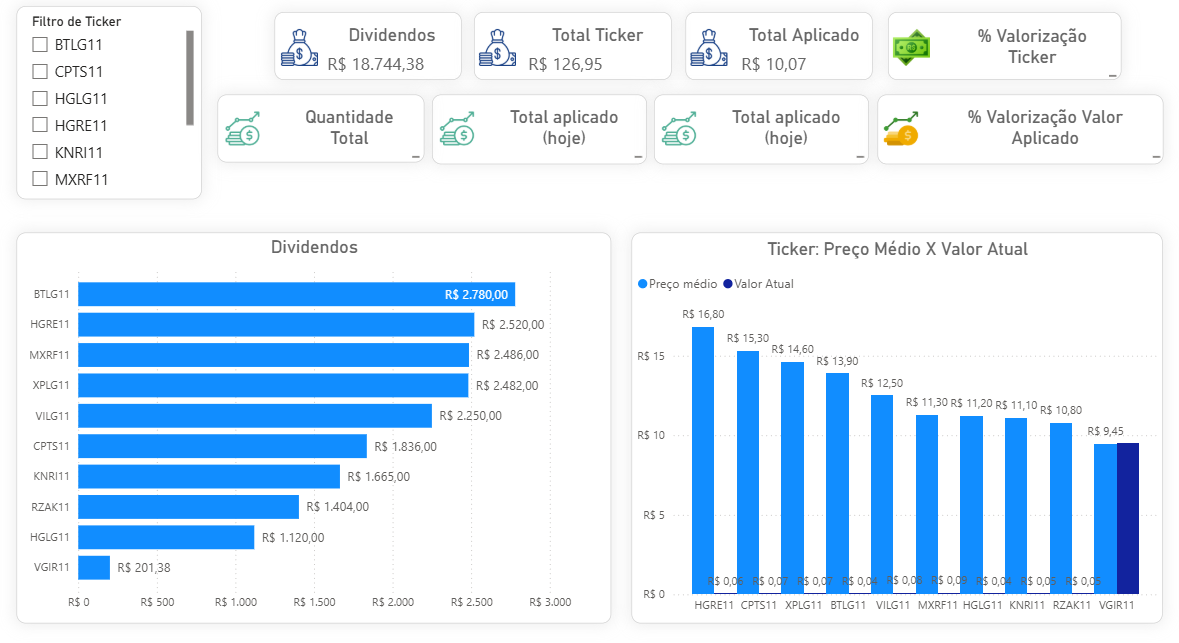 Filtro de Ticker
BTLG11
CPTS11
HGLG11
HGRE11
KNRI11
MXRF11
Dividendos
R$ 18.744,38
Total Ticker
R$ 126,95
Total Aplicado
R$ 10,07
% Valorização
Ticker
_
Quantidade
Total
_
Total aplicado
(hoje)
_
Total aplicado
(hoje)
_
% Valorização Valor
Aplicado
_
Dividendos
BTLG11 R$ 2.780,00
HGRE11 R$ 2.520,00
MXRF11 R$ 2.486,00
XPLG11 R$ 2.482,00
VILG11 R$ 2.250,00
CPTS11 R$ 1.836,00
KNRI11 R$ 1.665,00
RZAK11 R$ 1.404,00
HGLG11 R$ 1.120,00
VGIR11 R$ 201,38
R$ 0 R$ 500 R$ 1.000 R$ 1.500 R$ 2.000 R$ 2.500 R$ 3.000
Ticker: Preço Médio X Valor Atual
Preço médio Valor Atual
R$ 16,80
R$ 15,30
R$ 14,60
R$ 13,90
R$ 12,50
R$ 11,30 R$ 11,20 R$ 11,10 R$ 10,80
R$ 9,45
R$ 15
R$ 10
R$ 5
R$ 0
R$ 0,06 R$ 0,07 R$ 0,07 R$ 0,04 R$ 0,08 R$ 0,09 R$ 0,04 R$ 0,05 R$ 0,05
HGRE11 CPTS11 XPLG11 BTLG11 VILG11 MXRF11 HGLG11 KNRI11 RZAK11 VGIR11